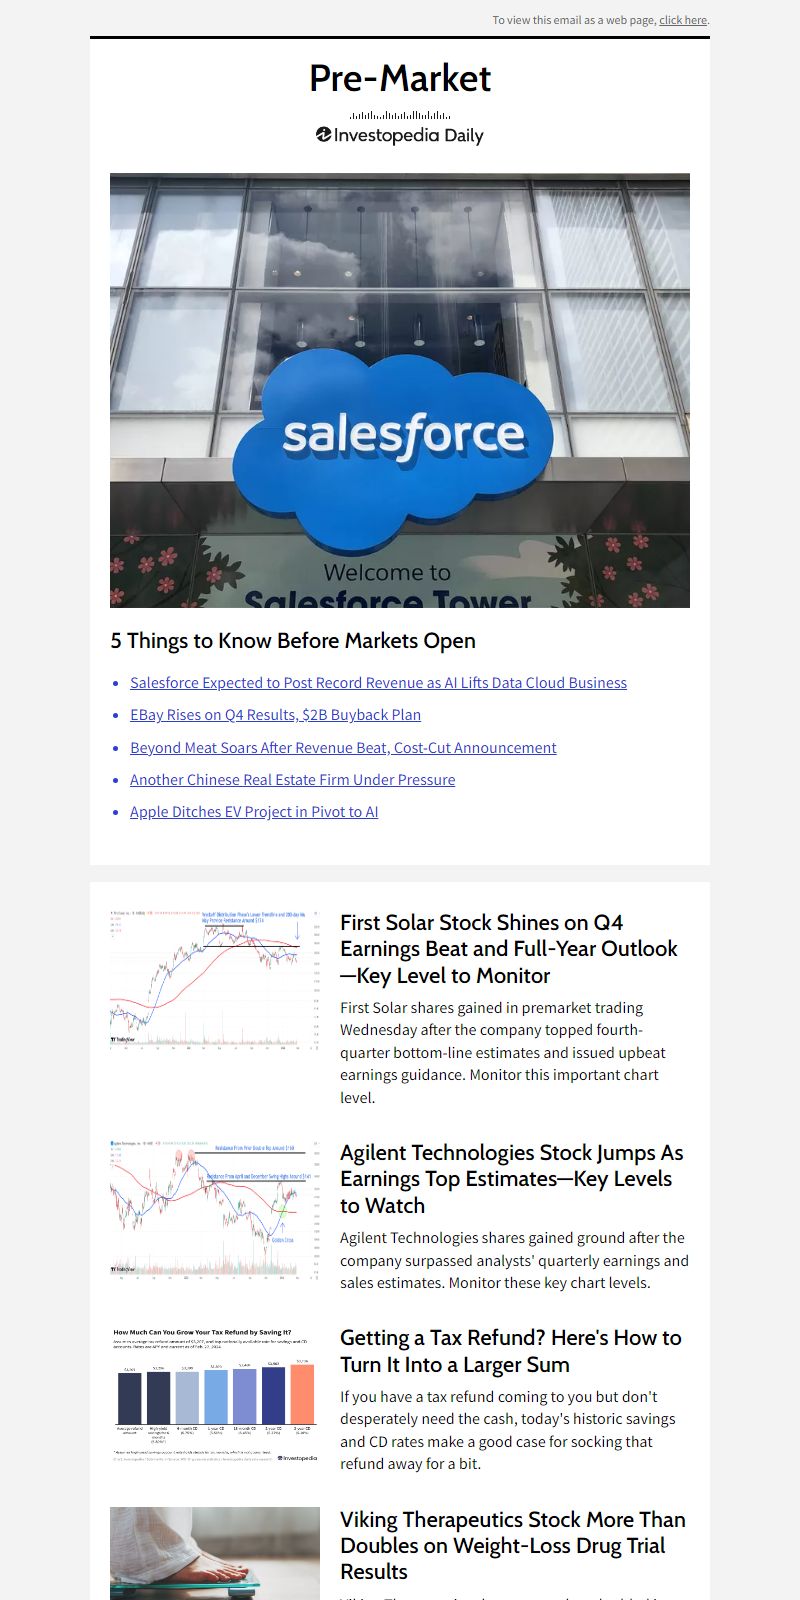 To view this email as a web page, click here.
Pre-Market
Investopedia Daily
salesforce
Welcome to
Salesforce Tower
5 Things to Know Before Markets Open
Salesforce Expected to Post Record Revenue as AI Lifts Data Cloud Business
EBay Rises on Q4 Results, $2B Buyback Plan
Beyond Meat Soars After Revenue Beat, Cost-Cut Announcement
Another Chinese Real Estate Firm Under Pressure
Apple Ditches EV Project in Pivot to AI
First Solar Stock Shines on Q4
Earnings Beat and Full-Year Outlook
—Key Level to Monitor
First Solar shares gained in premarket trading
Wednesday after the company topped fourth-
quarter bottom-line estimates and issued upbeat
earnings guidance. Monitor this important chart
level.
Agilent Technologies Stock Jumps As
Earnings Top Estimates—Key Levels
to Watch
Agilent Technologies shares gained ground after the
company surpassed analysts' quarterly earnings and
sales estimates. Monitor these key chart levels.
How Much Can You Grow Your Tax Refund by Saving It?
Investopedia
Getting a Tax Refund? Here's How to
Turn It Into a Larger Sum
If you have a tax refund coming to you but don't
desperately need the cash, today's historic savings
and CD rates make a good case for socking that
refund away for a bit.
Viking Therapeutics Stock More Than
Doubles on Weight-Loss Drug Trial
Results